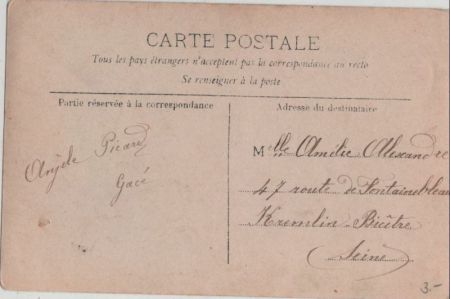 CARTE POSTALE
Tous les pays étrangers n'acceptent pas la correspondance au recto
Se renseigner à la poste
Partie réservée à la correspondance
Adresse du destinataire
Angèle Picard
Gacé
Mlle Amélie Alexandre
47 route de Fontainebleau
Kremlin-Bicêtre
Seine
3.-